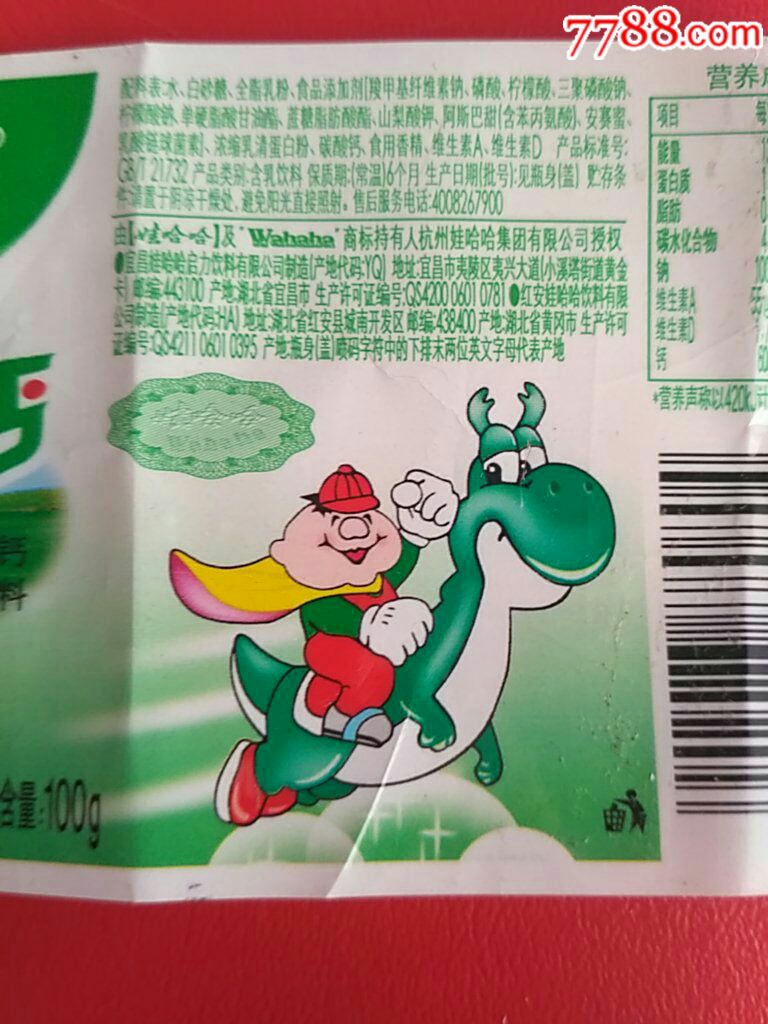 7788.com
配料表:水、白砂糖、全脂乳粉、食品添加剂[羧甲基纤维素钠、磷酸、柠檬酸、三聚磷酸钠、
柠檬酸钠、单硬脂酸甘油酯、蔗糖脂肪酸酯、山梨酸钾、阿斯巴甜(含苯丙氨酸)、安赛蜜、
乳酸链球菌素]、浓缩乳清蛋白粉、碳酸钙、食用香精、维生素A、维生素D 产品标准号:
GB/T 21732 产品类别:含乳饮料 保质期:(常温)6个月 生产日期(批号):见瓶身(盖) 贮存条
件:请置于阴凉干燥处，避免阳光直接照射。售后服务电话:4008267900
由【娃哈哈】及"Wahaha"商标持有人杭州娃哈哈集团有限公司授权
●宜昌娃哈哈启力饮料有限公司制造(产地代码:YQ) 地址:宜昌市夷陵区夷兴大道(小溪塔街道黄金
卡) 邮编:443100 产地:湖北省宜昌市 生产许可证编号:QS4200 0601 0781 ●红安娃哈哈饮料有限
公司制造(产地代码:HA) 地址:湖北省红安县城南开发区 邮编:438400 产地:湖北省黄冈市 生产许可
证编号:QS4211 0601 0395 产地:瓶身(盖)喷码字符中的下排末两位英文字母代表产地
营养成
项目 每
能量
蛋白质
脂肪
碳水化合物
钠
维生素A
维生素D
钙
*营养声称以420kJ计
钙
钙
料
含量:100g